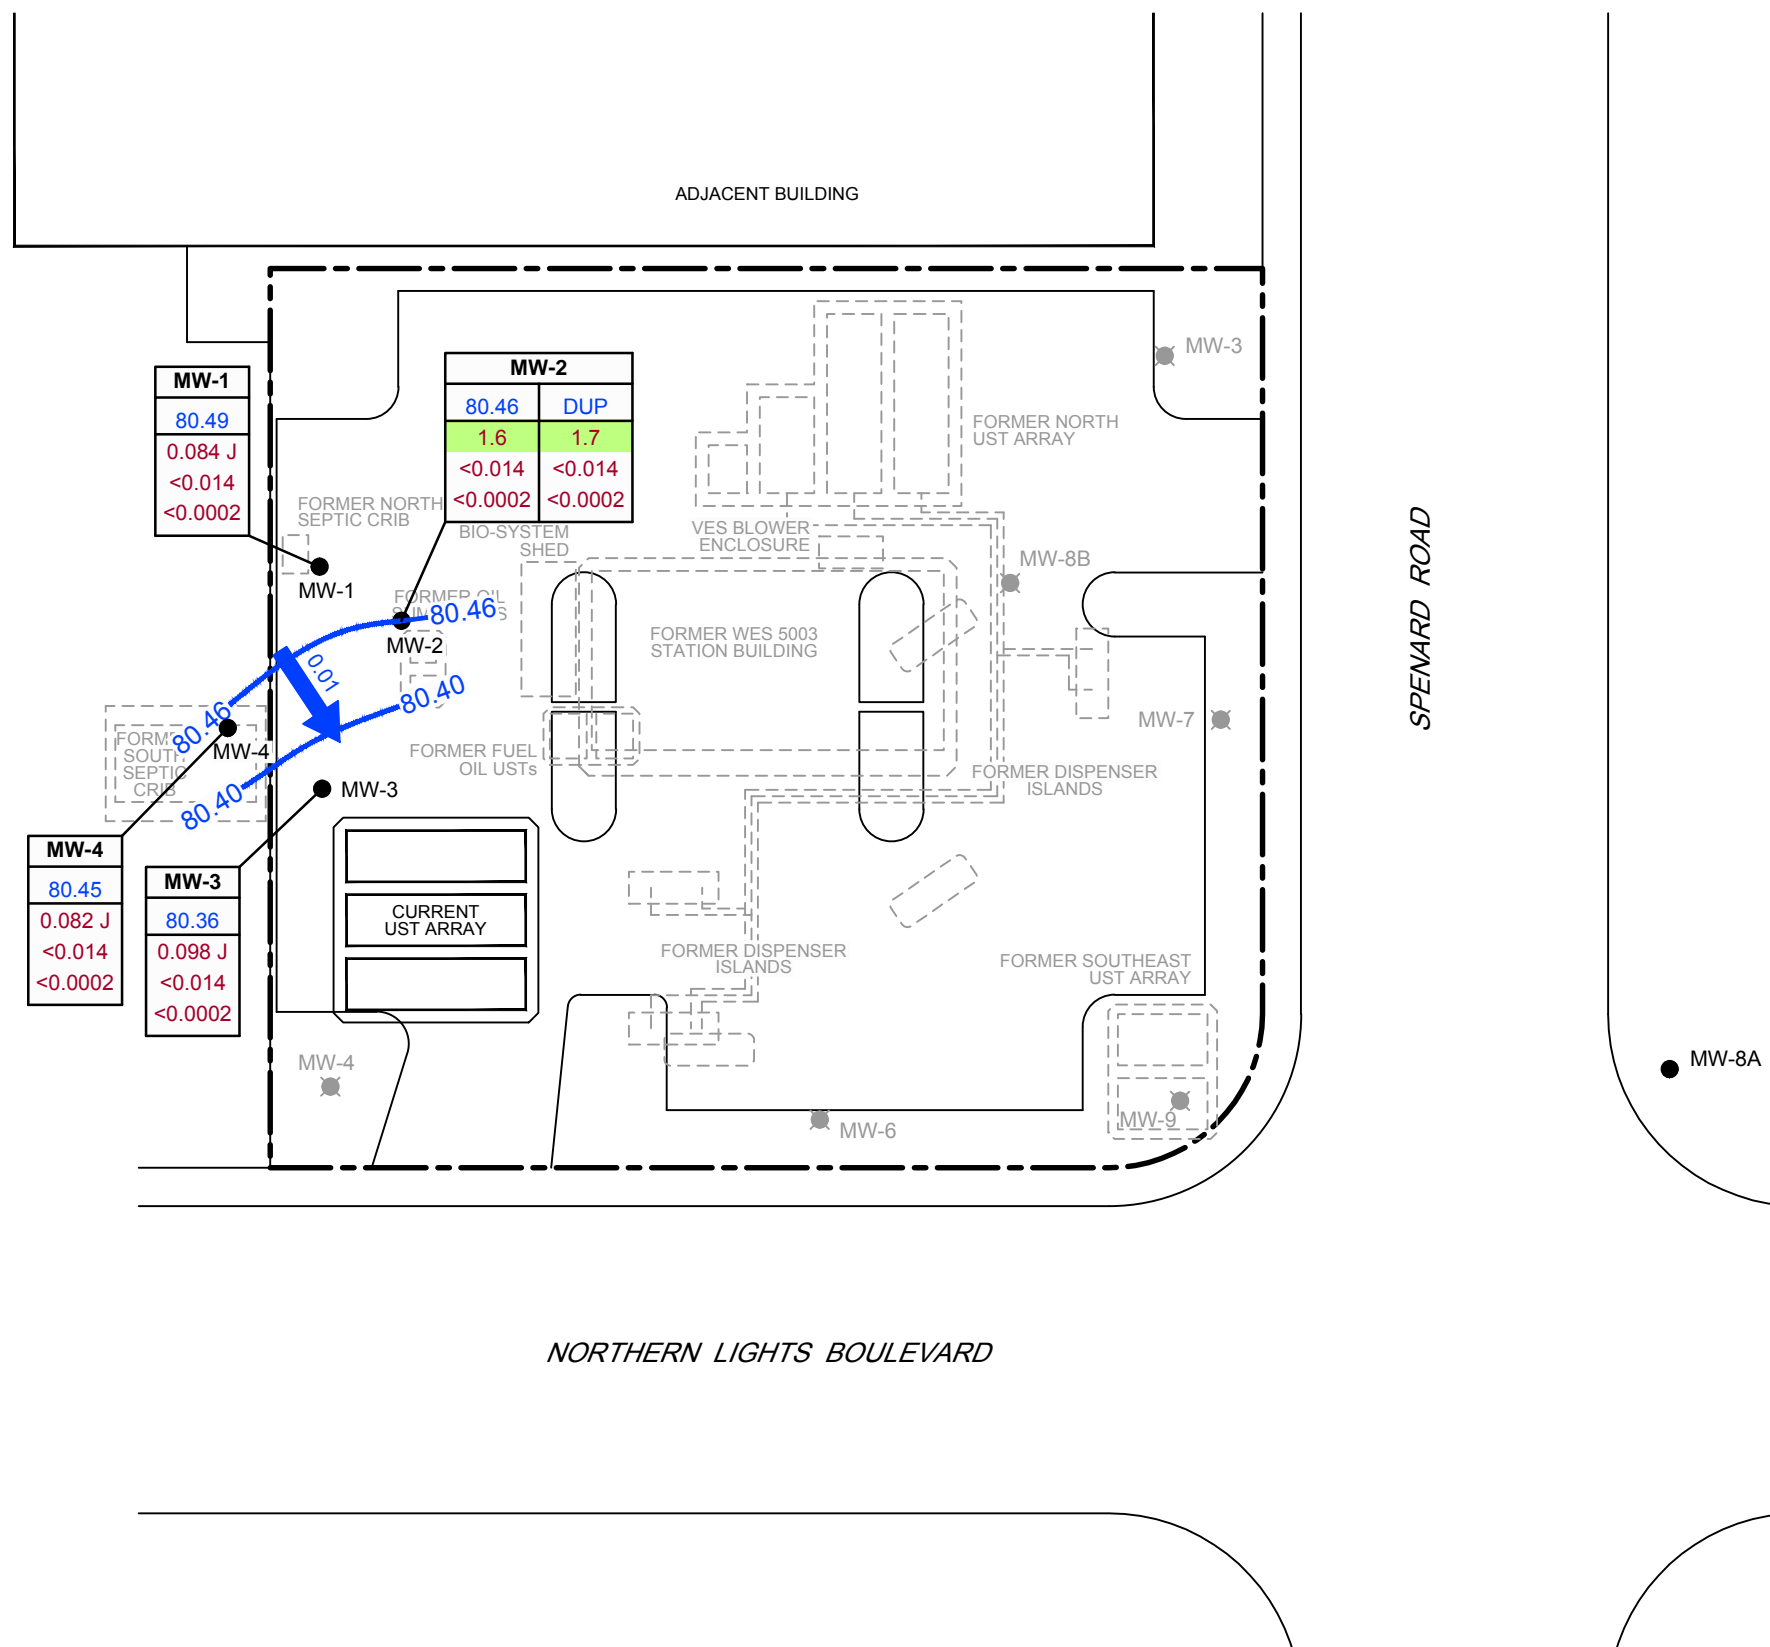 ADJACENT BUILDING
MW-3
MW-1
80.49
0.084 J
<0.014
<0.0002
MW-2
80.46 DUP
1.6 1.7
<0.014 <0.014
<0.0002 <0.0002
FORMER NORTH
UST ARRAY
FORMER NORTH
SEPTIC CRIB
BIO-SYSTEM
SHED
VES BLOWER
ENCLOSURE
MW-8B
MW-1
FORMER OIL
80.46
MW-2
FORMER WES 5003
STATION BUILDING
SPENARD ROAD
0.01
80.40
80.46
MW-4
SOUTH
SEPTIC
CRIB
80.40
MW-3
FORMER FUEL
OIL USTs
MW-7
FORMER DISPENSER
ISLANDS
MW-4
80.45
0.082 J
<0.014
<0.0002
MW-3
80.36
0.098 J
<0.014
<0.0002
CURRENT
UST ARRAY
FORMER DISPENSER
ISLANDS
FORMER SOUTHEAST
UST ARRAY
MW-4
MW-6
MW-9
MW-8A
NORTHERN LIGHTS BOULEVARD